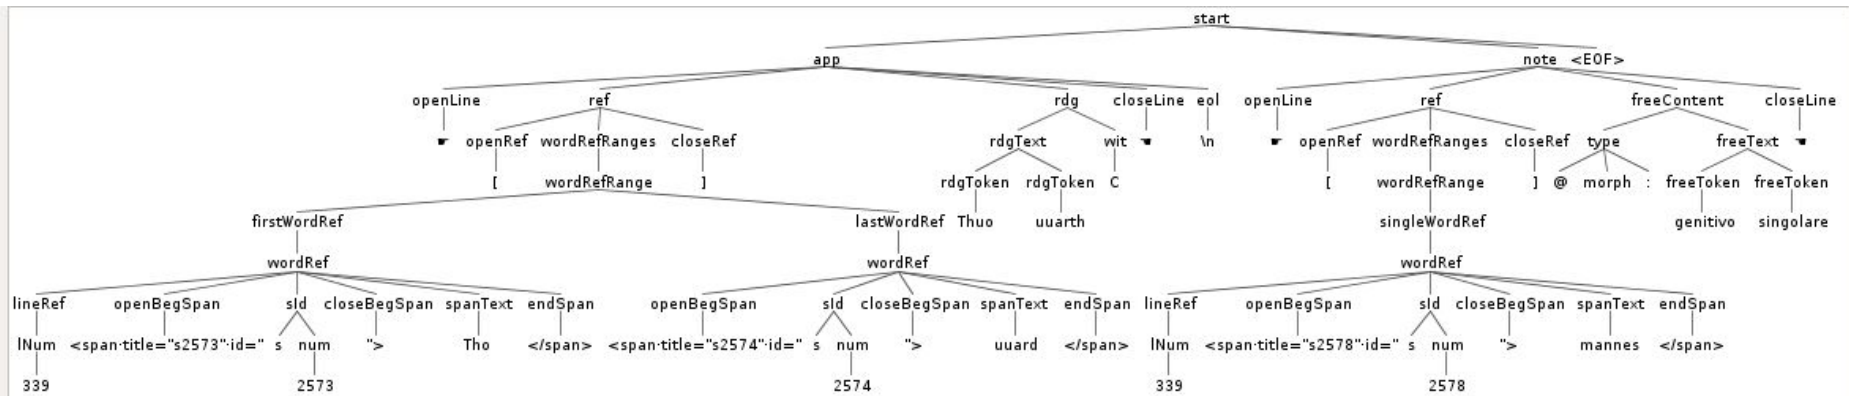 start
app note <EOF>
openLine ref rdg closeLine eol openLine ref freeContent closeLine
☛ openRef wordRefRanges closeRef rdgText wit ☚ \n ☛ openRef wordRefRanges closeRef type freeText ☚
[ wordRefRange ] rdgToken rdgToken C [ wordRefRange ] @ morph : freeToken freeToken
firstWordRef lastWordRef Thuo uuarth singleWordRef genitivo singolare
wordRef wordRef wordRef
lineRef openBegSpan sId closeBegSpan spanText endSpan openBegSpan sId closeBegSpan spanText endSpan lineRef openBegSpan sId closeBegSpan spanText endSpan
lNum <span·title="s2573"·id=" s num "> Tho </span> <span·title="s2574"·id=" s num "> uuard </span> lNum <span·title="s2578"·id=" s num "> mannes </span>
339 2573 2574 339 2578